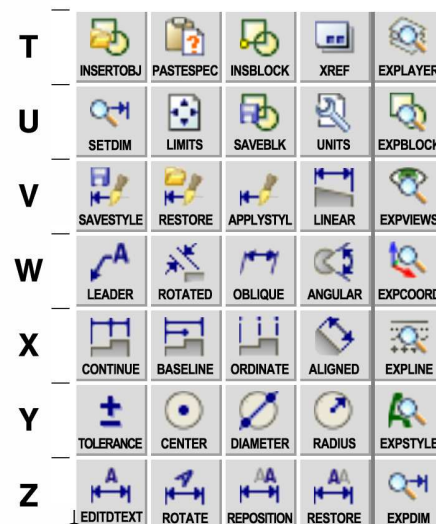 T
INSERTOBJ PASTESPEC INSBLOCK XREF EXPLAYER
U
SETDIM LIMITS SAVEBLK UNITS EXPBLOCK
V
SAVESTYLE RESTORE APPLYSTYL LINEAR EXPVIEWS
W
LEADER ROTATED OBLIQUE ANGULAR EXPCOORD
X
CONTINUE BASELINE ORDINATE ALIGNED EXPLINE
Y
TOLERANCE CENTER DIAMETER RADIUS EXPSTYLE
Z
EDITDTEXT ROTATE REPOSITION RESTORE EXPDIM